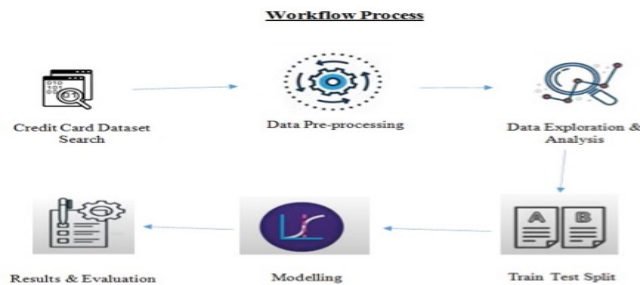 Workflow Process
Credit Card Dataset
Search
Data Pre-processing
Data Exploration &
Analysis
A B
Train Test Split
Modelling
Results & Evaluation